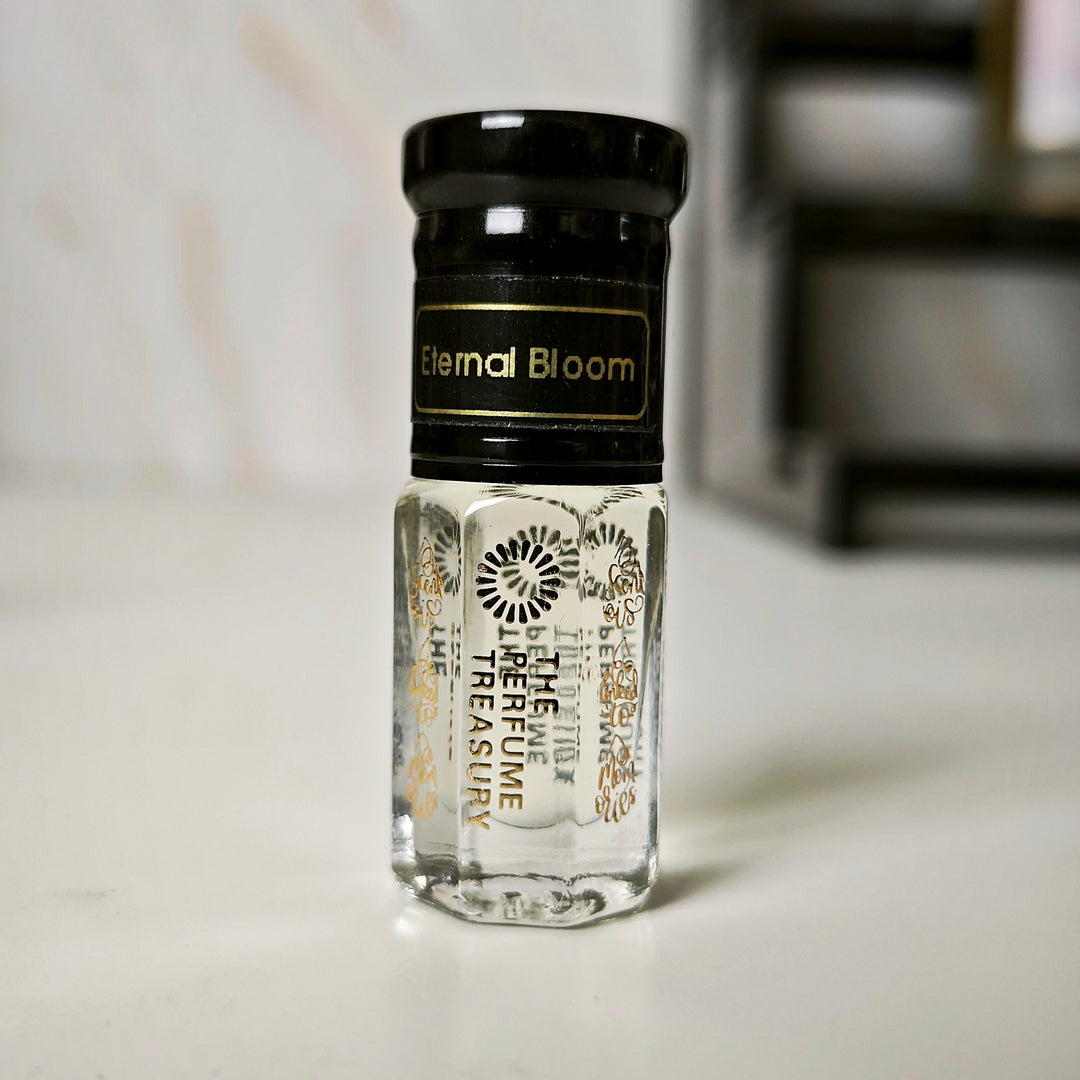 Eternal Bloom
THE
PERFUME
TREASURY